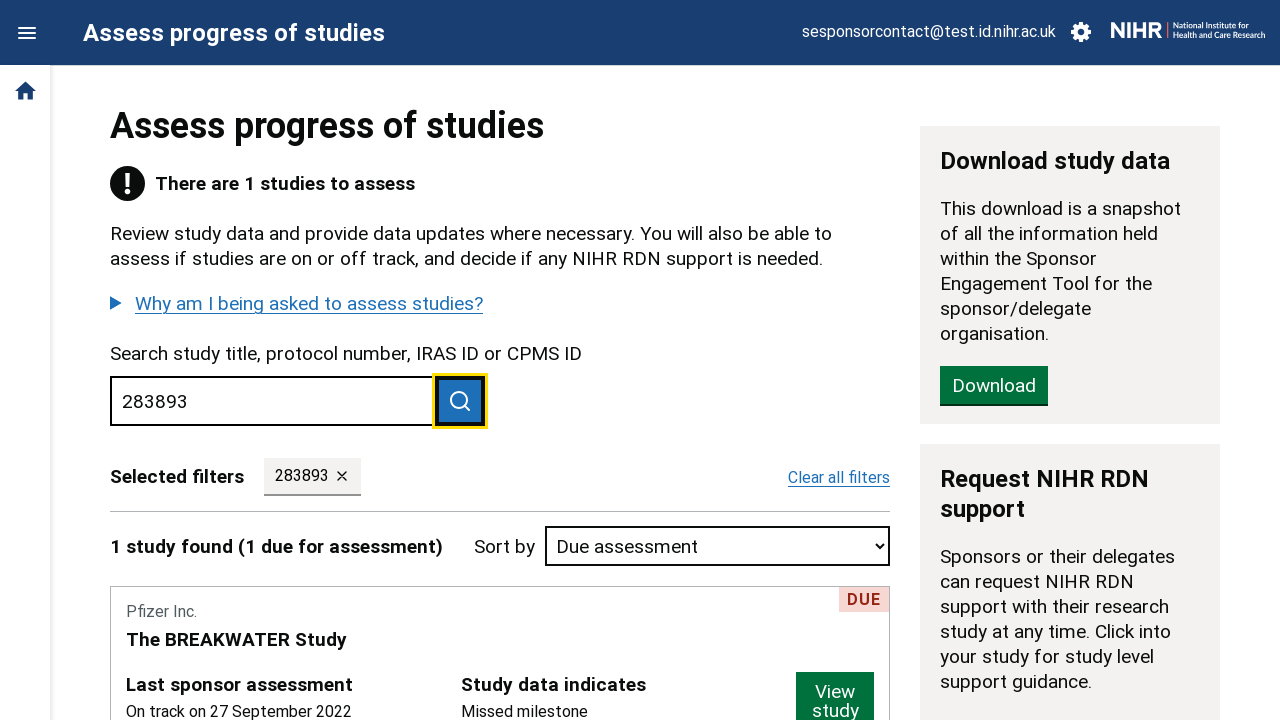 Assess progress of studies
sesponsorcontact@test.id.nihr.ac.uk
NIHR | National Institute for
Health and Care Research
Assess progress of studies
There are 1 studies to assess
Review study data and provide data updates where necessary. You will also be able to
assess if studies are on or off track, and decide if any NIHR RDN support is needed.
Why am I being asked to assess studies?
Search study title, protocol number, IRAS ID or CPMS ID
283893
Selected filters
283893
Clear all filters
1 study found (1 due for assessment)
Sort by
Due assessment
DUE
Pfizer Inc.
The BREAKWATER Study
Last sponsor assessment
On track on 27 September 2022
Study data indicates
Missed milestone
View
study
Download study data
This download is a snapshot
of all the information held
within the Sponsor
Engagement Tool for the
sponsor/delegate
organisation.
Download
Request NIHR RDN
support
Sponsors or their delegates
can request NIHR RDN
support with their research
study at any time. Click into
your study for study level
support guidance.